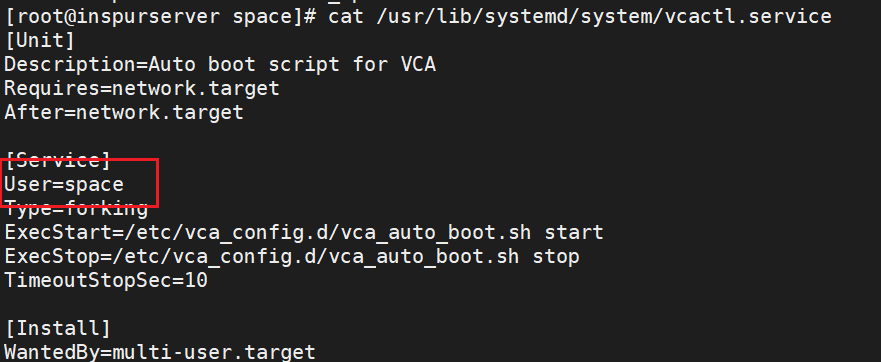 [root@inspurserver space]# cat /usr/lib/systemd/system/vcactl.service
[Unit]
Description=Auto boot script for VCA
Requires=network.target
After=network.target
[Service]
User=space
Type=forking
ExecStart=/etc/vca_config.d/vca_auto_boot.sh start
ExecStop=/etc/vca_config.d/vca_auto_boot.sh stop
TimeoutStopSec=10
[Install]
WantedBy=multi-user.target